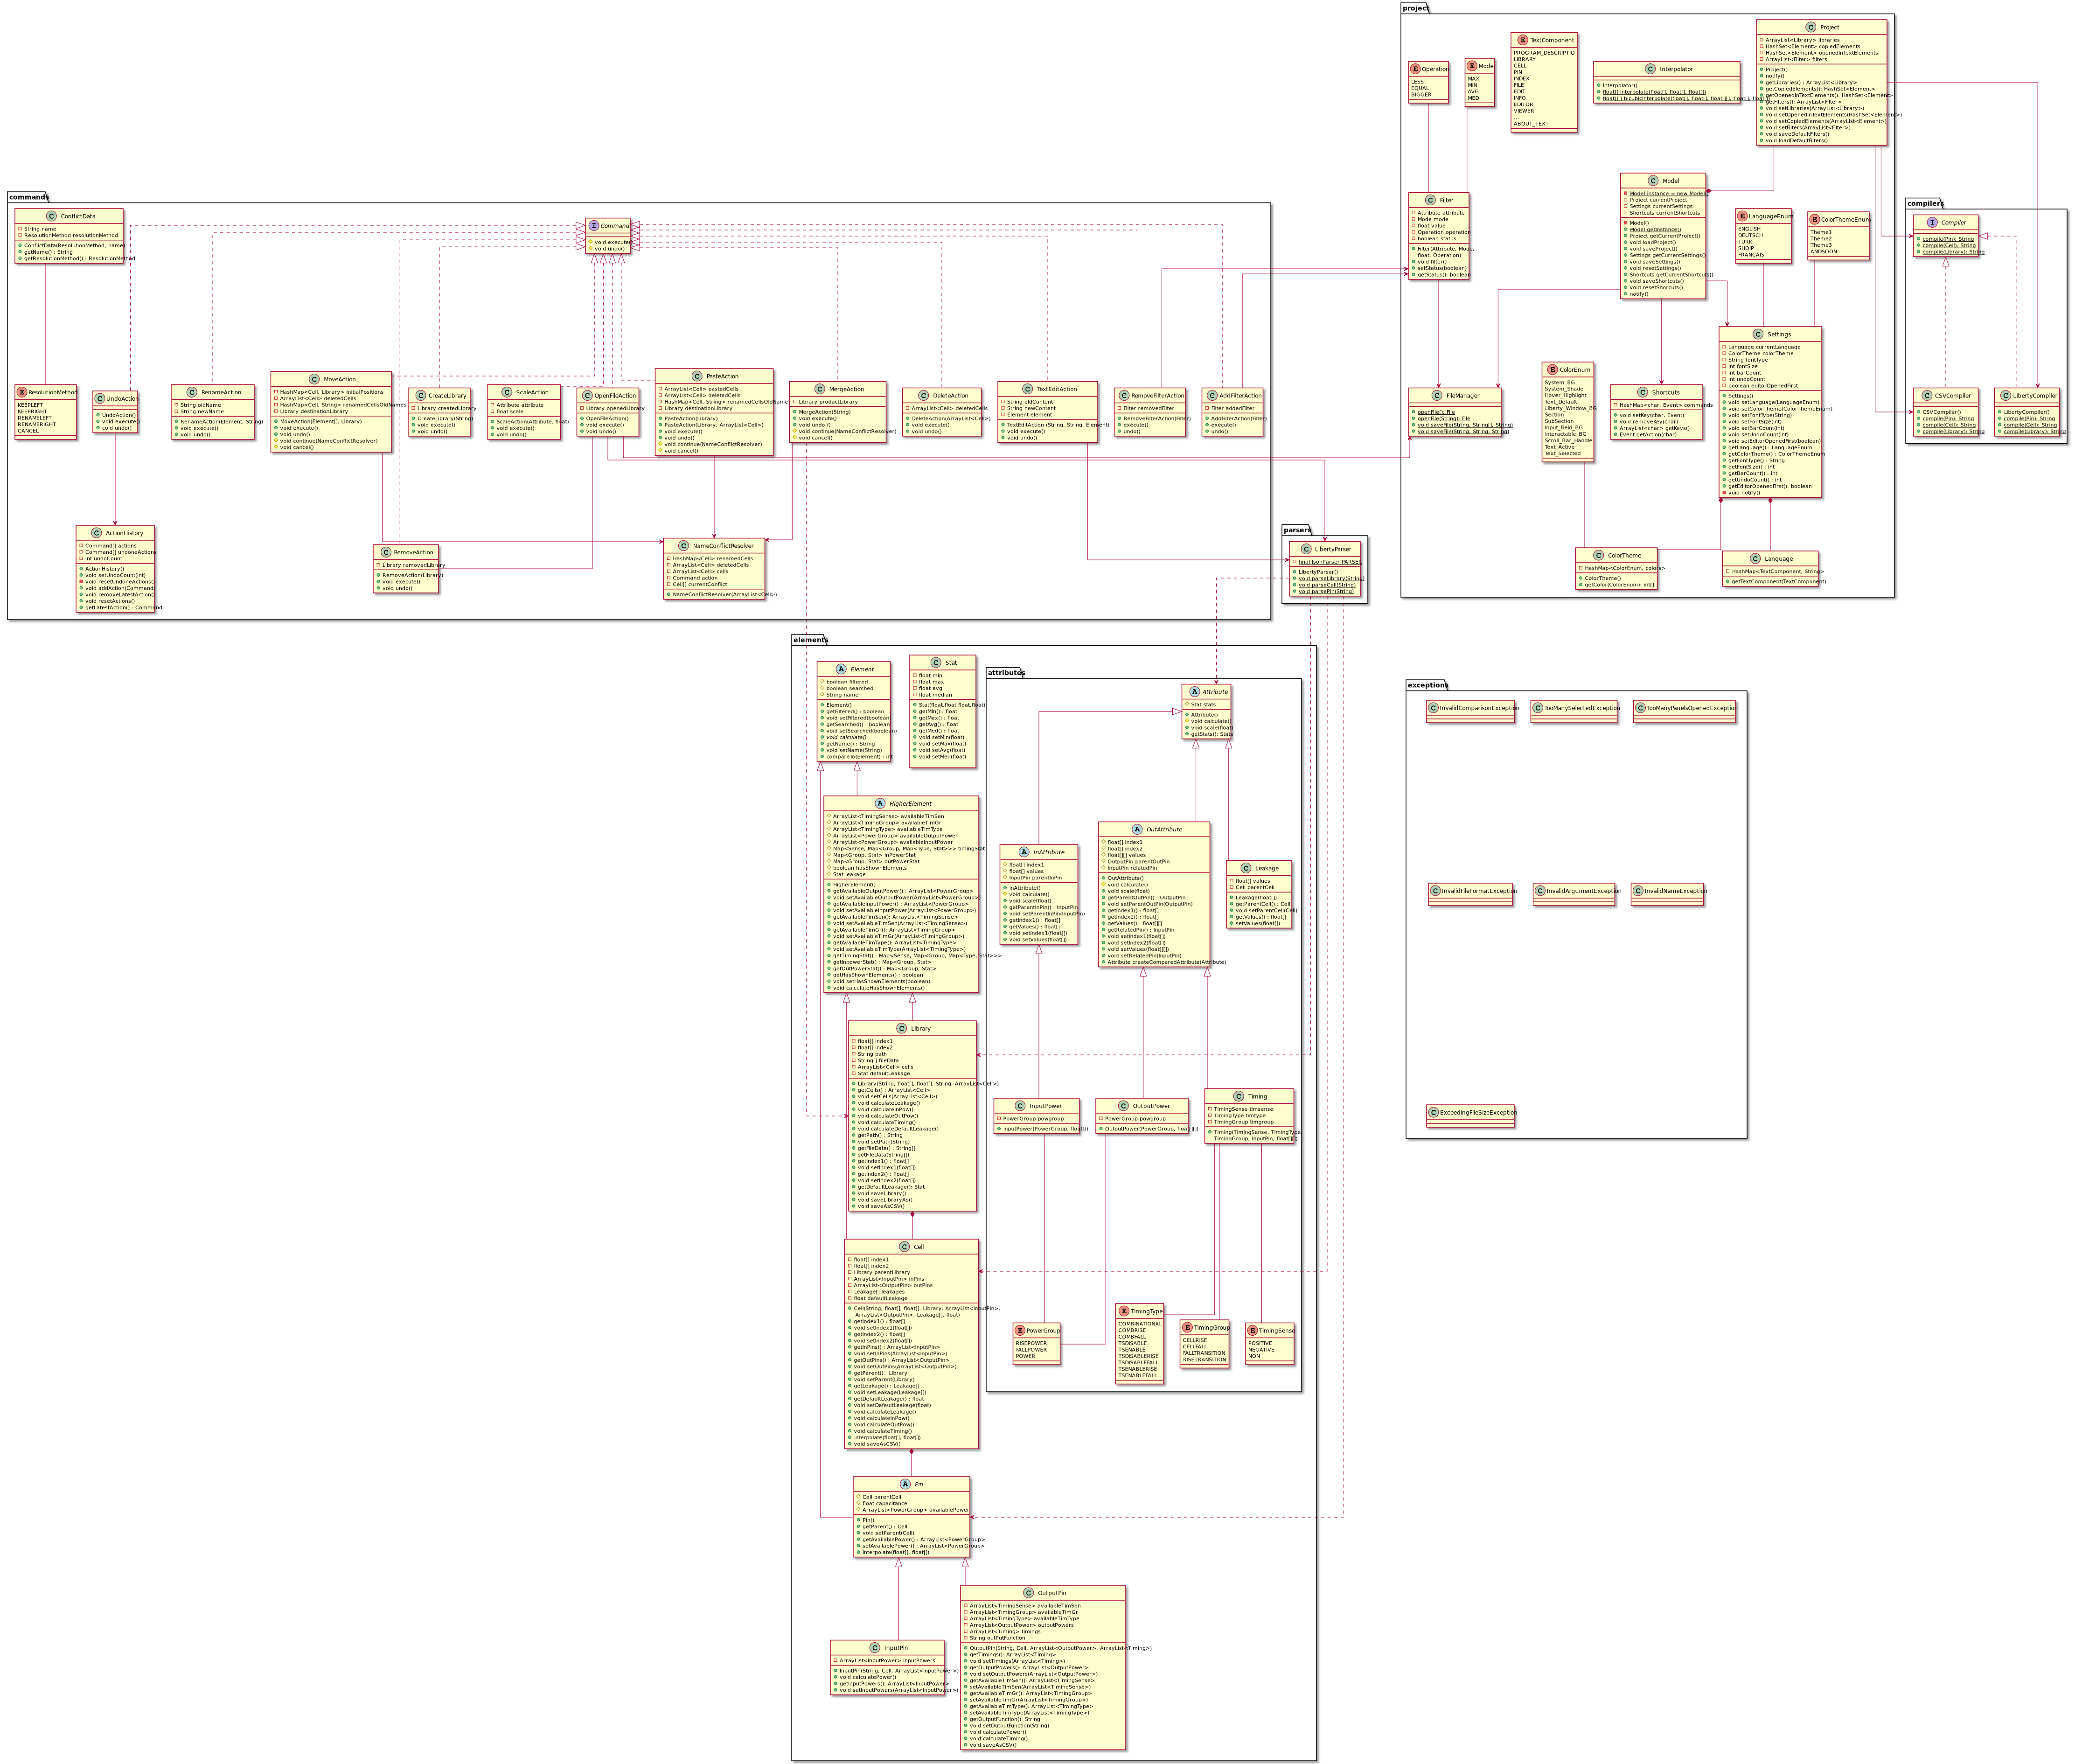 project
Operation
LESS
EQUAL
BIGGER
Mode
MAX
MIN
AVG
MED
TextComponent
PROGRAM_DESCRIPTIO
LIBRARY
CELL
PIN
INDEX
FILE
EDIT
INFO
EDITOR
VIEWER
...
ABOUT_TEXT
Interpolator
Interpolator()
float[] interpolate(float[], float[], float[])
Project
ArrayList<Library> libraries
HashSet<Element> copiedElements
HashSet<Element> openedInTextElements
ArrayList<Filter> filters
Project()
notify()
getLibraries() : ArrayList<Library>
getCopiedElements(): HashSet<Element>
getOpenedInTextElements(): HashSet<Element>
getFilters(): ArrayList<Filter>
void setLibraries(ArrayList<Library>)
void setOpenedInTextElements(HashSet<Element>)
void setCopiedElements(ArrayList<Element>)
void setFilters(ArrayList<Filter>)
void saveDefaultFilters()
void loadDefaultFilters()
Filter
Attribute attribute
Mode mode
float value
Operation operation
boolean status
Filter(Attribute, Mode,
float, Operation)
void filter()
setStatus(boolean)
getStatus(): boolean
Model
Model instance = new Model()
Project currentProject
Settings currentSettings
Shortcuts currentShortcuts
Model()
Model getInstance()
Project getCurrentProject()
void loadProject()
void saveProject()
Settings getCurrentSettings()
void saveSettings()
void resetSettings()
Shortcuts getCurrentShortcuts()
void saveShortcuts()
void resetShorcuts()
notify()
LanguageEnum
ENGLISH
DEUTSCH
TURK
SHQIP
FRANCAIS
ColorThemeEnum
Theme1
Theme2
Theme3
ANDSOON
FileManager
openFile(): File
openFile(String): File
void saveFile(String, String[], String)
void saveFile(String, String, String)
ColorEnum
System_BG
System_Shade
Hover_Highlight
Text_Default
Liberty_Window_BG
Section
SubSection
Input_Field_BG
Interactable_BG
Scroll_Bar_Handle
Text_Active
Text_Selected
Shortcuts
HashMap<char, Event> commands
void setKey(char, Event)
void removeKey(char)
ArrayList<char> getKeys()
Event getAction(char)
Settings
Language currentLanguage
ColorTheme colorTheme
String fontType
int fontSize
int barCount
int undoCount
boolean editorOpenedFirst
Settings()
void setLanguage(LanguageEnum)
void setColorTheme(ColorThemeEnum)
void setFontType(String)
void setFontSize(int)
void setBarCount(int)
void setUndoCount(int)
void setEditorOpenedFirst(boolean)
getLanguage() : LanguageEnum
getColorTheme() : ColorThemeEnum
getFontType() : String
getFontSize() : int
getBarCount() : int
getUndoCount() : int
getEditorOpenedFirst(): boolean
void notify()
ColorTheme
HashMap<ColorEnum, colors>
ColorTheme()
getColor(ColorEnum): int[]
Language
HashMap<TextComponent, String>
getTextComponent(TextComponent)
compilers
Compiler
compile(Pin): String
compile(Cell): String
compile(Library): String
CSVCompiler
CSVCompiler()
compile(Pin): String
compile(Cell): String
compile(Library): String
LibertyCompiler
LibertyCompiler()
compile(Pin): String
compile(Cell): String
compile(Library): String
commands
ConflictData
String name
ResolutionMethod resolutionMethod
ConflictData(ResolutionMethod, name)
getName() : String
getResolutionMethod() : ResolutionMethod
Command
void execute()
void undo()
ResolutionMethod
KEEPLEFT
KEEPRIGHT
RENAMELEFT
RENAMERIGHT
CANCEL
UndoAction
UndoAction()
void execute()
void undo()
RenameAction
String oldName
String newName
RenameAction(Element, String)
void execute()
void undo()
MoveAction
HashMap<Cell, Library> initialPositions
ArrayList<Cell> deletedCells
HashMap<Cell, String> renamedCellsOldNames
Library destinationLibrary
MoveAction(Element[], Library)
void execute()
void undo()
void continue(NameConflictResolver)
void cancel()
CreateLibrary
Library createdLibrary
CreateLibrary(String)
void execute()
void undo()
ScaleAction
Attribute attribute
float scale
ScaleAction(Attribute, float)
void execute()
void undo()
OpenFileAction
Library openedLibrary
OpenFileAction()
void execute()
void undo()
PasteAction
ArrayList<Cell> pastedCells
ArrayList<Cell> deletedCells
HashMap<Cell, String> renamedCellsOldName
Library destinationLibrary
PasteAction(Library)
PasteAction(Library, ArrayList<Cell>)
void execute()
void undo()
void continue(NameConflictResolver)
void cancel()
MergeAction
Library productLibrary
MergeAction(String)
void execute()
void undo ()
void continue(NameConflictResolver)
void cancel()
DeleteAction
ArrayList<Cell> deletedCells
DeleteAction(ArrayList<Cell>)
void execute()
void undo()
TextEditAction
String oldContent
String newContent
Element element
TextEditAction (String, String, Element)
void execute()
void undo()
RemoveFilterAction
filter removedFilter
RemoveFilterAction(Filter)
execute()
undo()
AddFilterAction
filter addedFilter
AddFilterAction(Filter)
execute()
undo()
ActionHistory
Command[] actions
Command[] undoneActions
int undoCount
ActionHistory()
void setUndoCount(int)
void resetUndoneActions()
void addAction(Command)
void removeLatestAction()
void resetActions()
getLatestAction() : Command
RemoveAction
Library removedLibrary
RemoveAction(Library)
void execute()
void undo()
NameConflictResolver
HashMap<Cell> renamedCells
ArrayList<Cell> deletedCells
ArrayList<Cell> cells
Command action
Cell[] currentConflict
NameConflictResolver(ArrayList<Cell>)
parsers
LibertyParser
final JsonParser PARSER
LibertyParser()
void parseLibrary(String)
void parseCell(String)
void parsePin(String)
elements
Element
boolean filtered
boolean searched
String name
Element()
getFiltered() : boolean
void setFiltered(boolean)
getSearched() : boolean
void setSearched(boolean)
void calculate()
getName() : String
void setName(String)
compareTo(Element) : int
Stat
float min
float max
float avg
float median
Stat(float,float,float,float)
getMin() : float
getMax() : float
getAvg() : float
getMed() : float
void setMin(float)
void setMax(float)
void setAvg(float)
void setMed(float)
HigherElement
ArrayList<TimingSense> availableTimSen
ArrayList<TimingGroup> availableTimGr
ArrayList<TimingType> availableTimType
ArrayList<PowerGroup> availableOutputPower
ArrayList<PowerGroup> availableInputPower
Map<Sense, Map<Group, Map<Type, Stat>>> timingStat
Map<Group, Stat> inPowerStat
Map<Group, Stat> outPowerStat
boolean hasShownElements
Stat leakage
HigherElement()
getAvailableOutputPower() : ArrayList<PowerGroup>
void setAvailableOutputPower(ArrayList<PowerGroup>)
getAvailableInputPower() : ArrayList<PowerGroup>
void setAvailableInputPower(ArrayList<PowerGroup>)
getAvailableTimSen(): ArrayList<TimingSense>
void setAvailableTimSen(ArrayList<TimingSense>)
getAvailableTimGr(): ArrayList<TimingGroup>
void setAvailableTimGr(ArrayList<TimingGroup>)
getAvailableTimType(): ArrayList<TimingType>
void setAvailableTimType(ArrayList<TimingType>)
getTimingStat() : Map<Sense, Map<Group, Map<Type, Stat>>>
getInpowerStat() : Map<Group, Stat>
getOutPowerStat() : Map<Group, Stat>
getHasShownElements() : boolean
void setHasShownElements(boolean)
void calculateHasShownElements()
Library
float[] index1
float[] index2
String path
String[] fileData
ArrayList<Cell> cells
Stat defaultLeakage
Library(String, float[], float[], String, ArrayList<Cell>)
getCells() : ArrayList<Cell>
void setCells(ArrayList<Cell>)
void calculateLeakage()
void calculateInPow()
void calculateOutPow()
void calculateTiming()
void calculateDefaultLeakage()
getPath() : String
void setPath(String)
getfileData() : String[]
setFileData(String[])
getIndex1() : float[]
void setIndex1(float[])
getIndex2() : float[]
void setIndex2(float[])
getDefaultLeakage(): Stat
void saveLibrary()
void saveLibraryAs()
void saveAsCSV()
Cell
float[] index1
float[] index2
Library parentLibrary
ArrayList<InputPin> inPins
ArrayList<OutputPin> outPins
Leakage[] leakages
float defaultLeakage
Cell(String, float[], float[], Library, ArrayList<InputPin>,
ArrayList<OutputPin>, Leakage[], float)
getIndex1() : float[]
void setIndex1(float[])
getIndex2() : float[]
void setIndex2(float[])
getInPins() : ArrayList<InputPin>
void setInPins(ArrayList<InputPin>)
getOutPins() : ArrayList<OutputPin>
void setOutPins(ArrayList<OutputPin>)
getParent() : Library
void setParent(Library)
getLeakage() : Leakage[]
void setLeakage(Leakage[])
getDefaultLeakage() : float
void setDefaultLeakage(float)
void calculateLeakage()
void calculateInPow()
void calculateOutPow()
void calculateTiming()
interpolate(float[], float[])
void saveAsCSV()
Pin
Cell parentCell
float capacitance
ArrayList<PowerGroup> availablePower
Pin()
getParent() : Cell
void setParent(Cell)
getAvailablePower() : ArrayList<PowerGroup>
setAvailablePower() : ArrayList<PowerGroup>
interpolate(float[], float[])
InputPin
ArrayList<InputPower> inputPowers
InputPin(String, Cell, ArrayList<InputPower>)
void calculatePower()
getInputPowers(): ArrayList<InputPower>
void setInputPowers(ArrayList<InputPower>)
OutputPin
ArrayList<TimingSense> availableTimSen
ArrayList<TimingGroup> availableTimGr
ArrayList<TimingType> availableTimType
ArrayList<OutputPower> outputPowers
ArrayList<Timing> timings
String outPutFunction
OutputPin(String, Cell, ArrayList<OutputPower>, ArrayList<Timing>)
getTimings(): ArrayList<Timing>
void setTimings(ArrayList<Timing>)
getOutputPowers(): ArrayList<OutputPower>
void setOutputPowers(ArrayList<OutputPower>)
getAvailableTimSen(): ArrayList<TimingSense>
setAvailableTimSen(ArrayList<TimingSense>)
getAvailableTimGr(): ArrayList<TimingGroup>
setAvailableTimGr(ArrayList<TimingGroup>)
getAvailableTimType(): ArrayList<TimingType>
setAvailableTimType(ArrayList<TimingType>)
getOutputFunction(): String
void setOutputFunction(String)
void calculatePower()
void calculateTiming()
void saveAsCSV()
attributes
Attribute
Stat stats
Attribute()
void calculate()
void scale(float)
getStats(): Stats
InAttribute
float[] index1
float[] values
InputPin parentInPin
InAttribute()
void calculate()
void scale(float)
getParentInPin() : InputPin
void setParentInPin(InputPin)
getIndex1() : float[]
getValues() : float[]
void setIndex1(float[])
void setValues(float[])
OutAttribute
float[] index1
float[] index2
float[][] values
OutputPin parentOutPin
InputPin relatedPin
OutAttribute()
void calculate()
void scale(float)
getParentOutPin() : OutputPin
void setParentOutPin(OutputPin)
getIndex1() : float[]
getIndex2() : float[]
getValues() : float[][]
getRelatedPin() : InputPin
void setIndex1(float[])
void setIndex2(float[])
void setValues(float[][])
void setRelatedPin(InputPin)
Attribute createComparedAttribute(Attribute)
Leakage
float[] values
Cell parentCell
Leakage(float[])
getParentCell() : Cell
void setParentCell(Cell)
getValues() : float[]
setValues(float[])
InputPower
PowerGroup powgroup
InputPower(PowerGroup, float[])
OutputPower
PowerGroup powgroup
OutputPower(PowerGroup, float[][])
Timing
TimingSense timsense
TimingType timtype
TimingGroup timgroup
Timing(TimingSense, TimingType,
TimingGroup, InputPin, float[][])
PowerGroup
RISEPOWER
FALLPOWER
POWER
TimingType
COMBINATIONAL
COMBRISE
COMBFALL
TSDISABLE
TSENABLE
TSDISABLERISE
TSDISABLEFALL
TSENABLERISE
TSENABLEFALL
TimingGroup
CELLRISE
CELLFALL
FALLTRANSITION
RISETRANSITION
TimingSense
POSITIVE
NEGATIVE
NON
exceptions
InvalidComparisonException
TooManySelectedException
TooManyPanelsOpenedException
InvalidFileFormatException
InvalidArgumentException
InvalidNameException
ExceedingFileSizeException